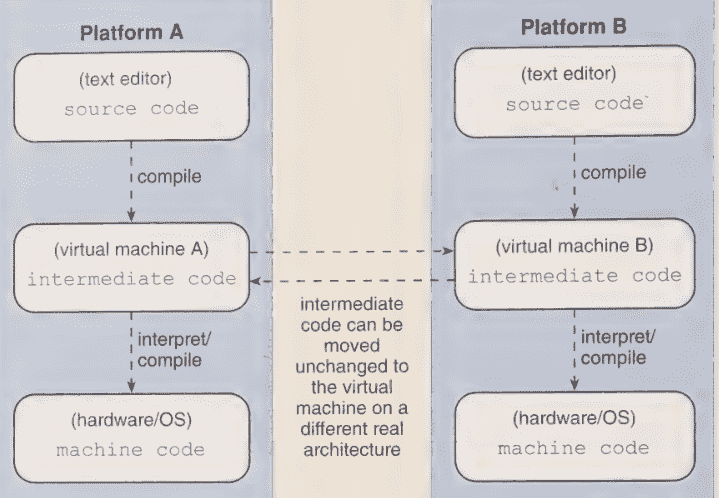 Platform A
(text editor)
source code
compile
(virtual machine A)
intermediate code
interpret/
compile
(hardware/OS)
machine code
intermediate
code can be
moved
unchanged to
the virtual
machine on a
different real
architecture
Platform B
(text editor)
source code
compile
(virtual machine B)
intermediate code
interpret/
compile
(hardware/OS)
machine code